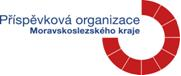 Příspěvková organizace
Moravskoslezského kraje